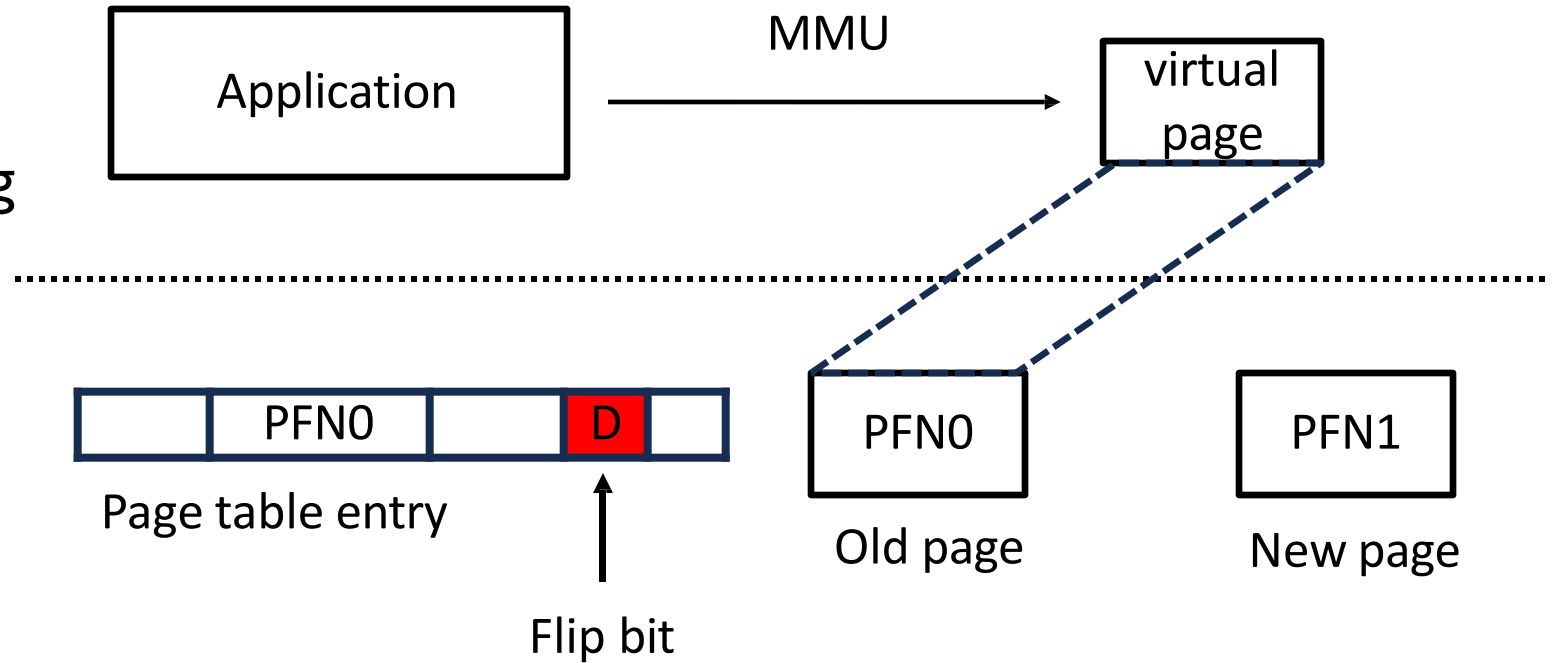 Application
MMU
virtual
page
g
PFN0
D
PFN0
PFN1
Page table entry
Old page
New page
Flip bit